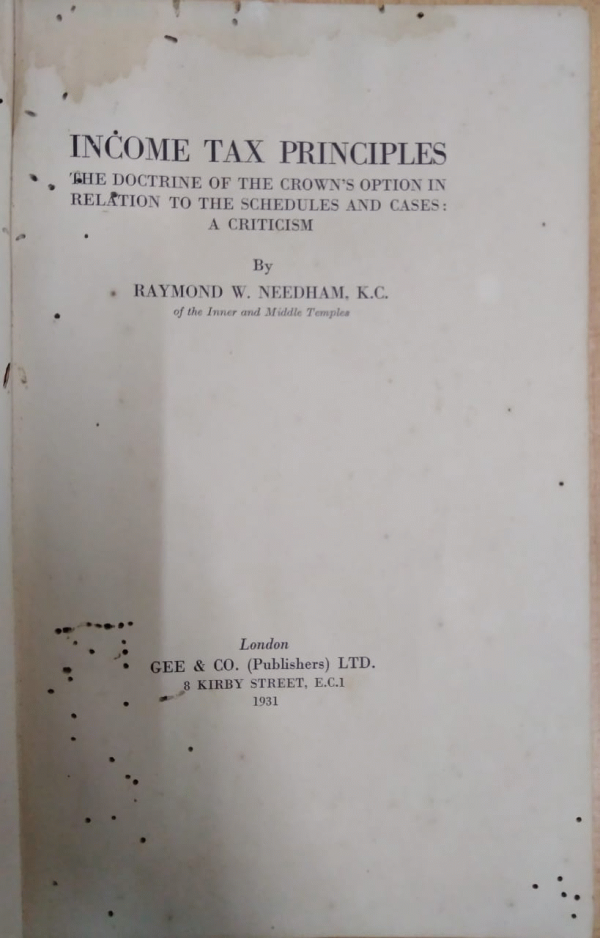 INCOME TAX PRINCIPLES
THE DOCTRINE OF THE CROWN'S OPTION IN
RELATION TO THE SCHEDULES AND CASES:
A CRITICISM
By
RAYMOND W. NEEDHAM, K.C.
of the Inner and Middle Temples
London
GEE & CO. (Publishers) LTD.
8 KIRBY STREET, E.C.1
1931